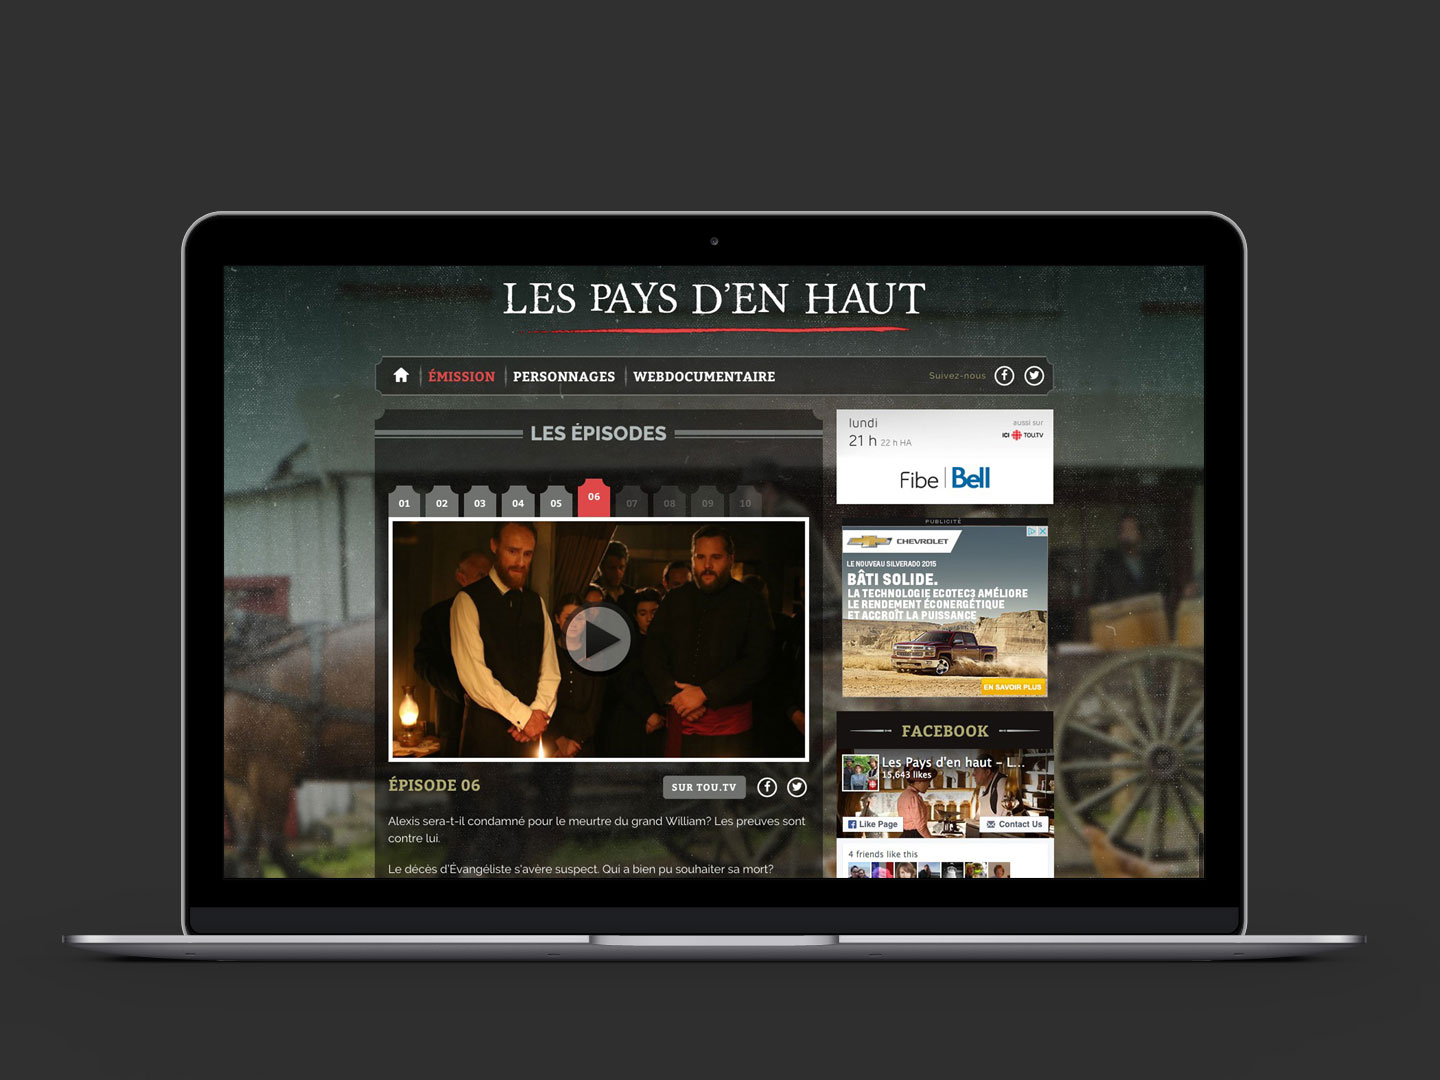 LES PAYS D'EN HAUT
ÉMISSION
PERSONNAGES
WEBDOCUMENTAIRE
Suivez-nous
LES ÉPISODES
01 02 03 04 05 06 07 08 09 10
ÉPISODE 06
SUR TOU.TV
Alexis sera-t-il condamné pour le meurtre du grand William? Les preuves sont
contre lui.
Le décès d'Évangéliste s'avère suspect. Qui a bien pu souhaiter sa mort?
lundi
21 h 22 h HA
aussi sur
ICI TOU.TV
Fibe Bell
PUBLICITÉ
CHEVROLET
LE NOUVEAU SILVERADO 2015
BÂTI SOLIDE.
LA TECHNOLOGIE ECOTEC3 AMÉLIORE
LE RENDEMENT ÉCONERGÉTIQUE
ET ACCROÎT LA PUISSANCE
EN SAVOIR PLUS
FACEBOOK
Les Pays d'en haut – L...
15,643 likes
Like Page
Contact Us
4 friends like this